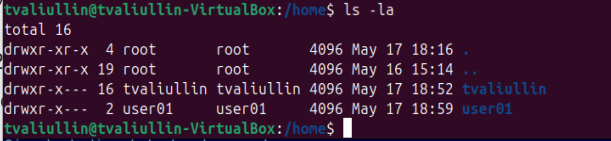 tvaliullin@tvaliullin-VirtualBox:/home$ ls -la
total 16
drwxr-xr-x  4 root       root       4096 May 17 18:16 .
drwxr-xr-x 19 root       root       4096 May 16 15:14 ..
drwxr-x--- 16 tvaliullin tvaliullin 4096 May 17 18:52 tvaliullin
drwxr-x---  2 user01     user01     4096 May 17 18:59 user01
tvaliullin@tvaliullin-VirtualBox:/home$